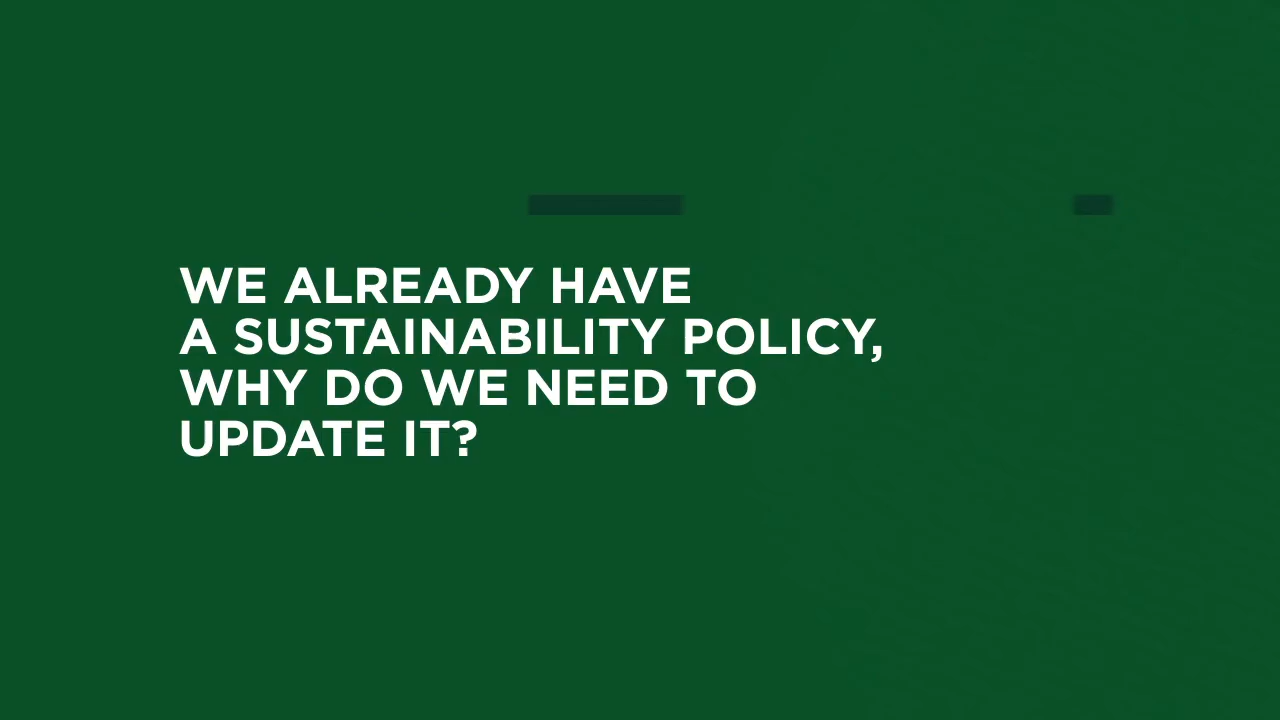 WE ALREADY HAVE
A SUSTAINABILITY POLICY,
WHY DO WE NEED TO
UPDATE IT?